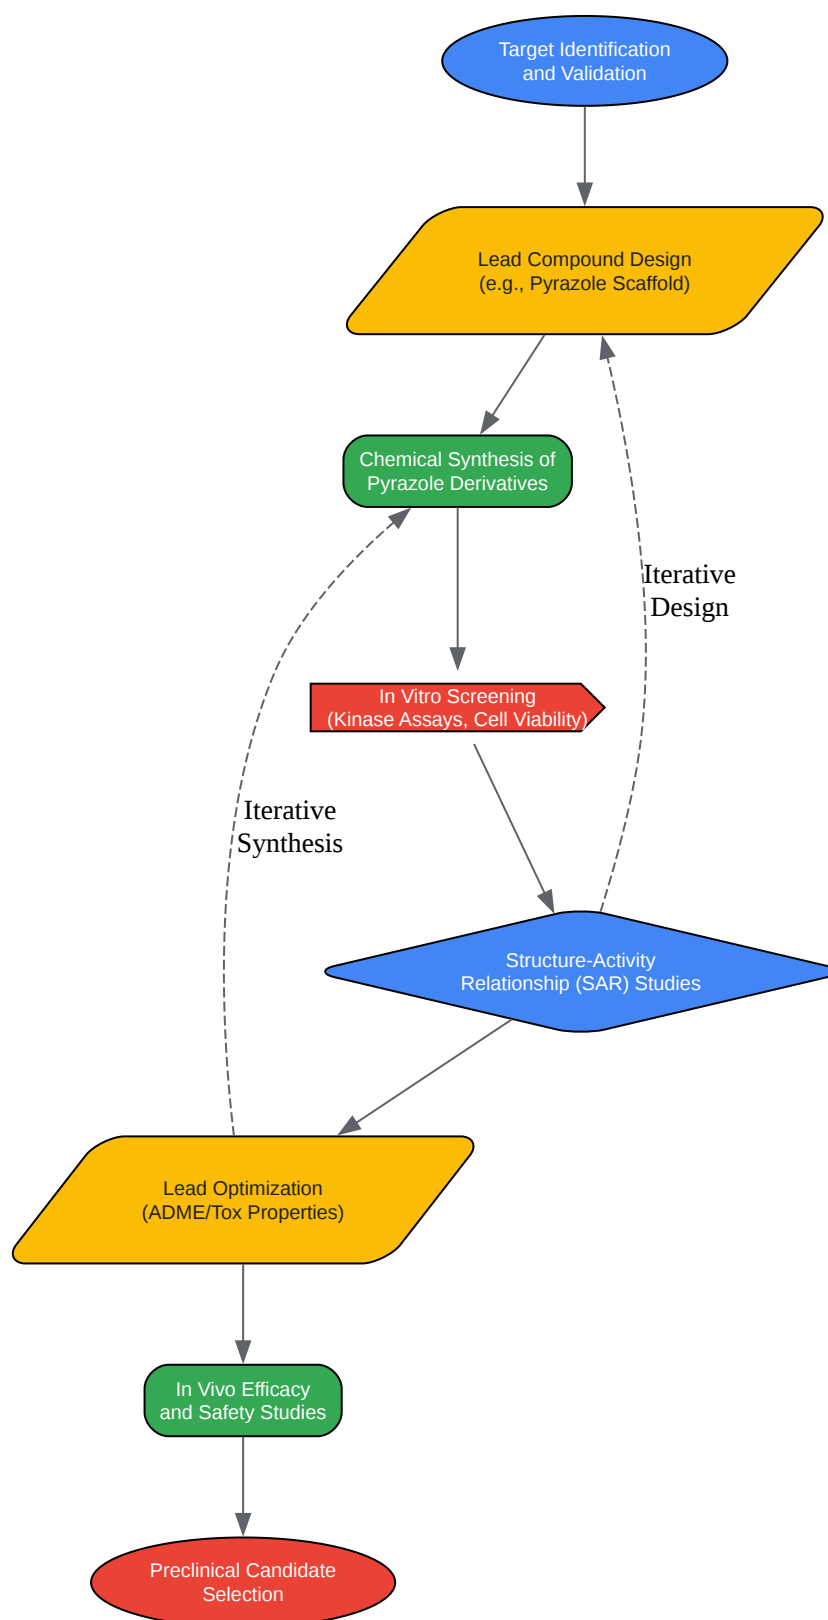 Target Identification
and Validation
Lead Compound Design
(e.g., Pyrazole Scaffold)
Chemical Synthesis of
Pyrazole Derivatives
Iterative
Design
In Vitro Screening
(Kinase Assays, Cell Viability)
Iterative
Synthesis
Structure-Activity
Relationship (SAR) Studies
Lead Optimization
(ADME/Tox Properties)
In Vivo Efficacy
and Safety Studies
Preclinical Candidate
Selection